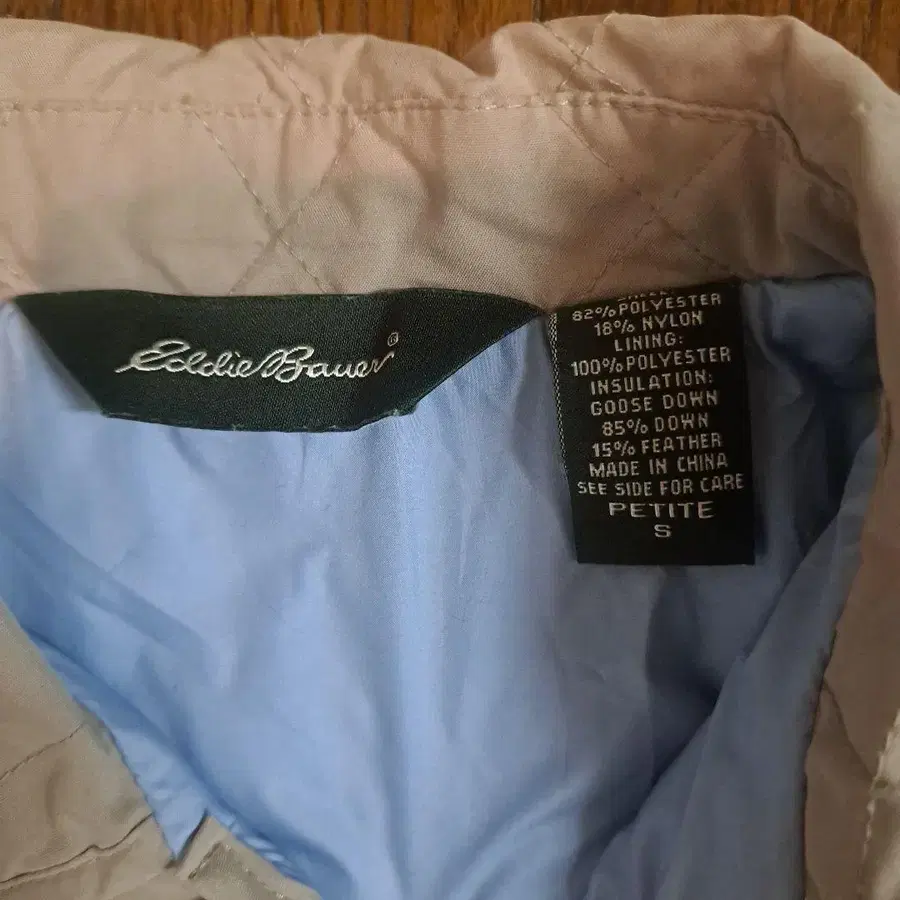 Eddie Bauer®
82% POLYESTER
18% NYLON
LINING:
100% POLYESTER
INSULATION:
GOOSE DOWN
85% DOWN
15% FEATHER
MADE IN CHINA
SEE SIDE FOR CARE
PETITE
S